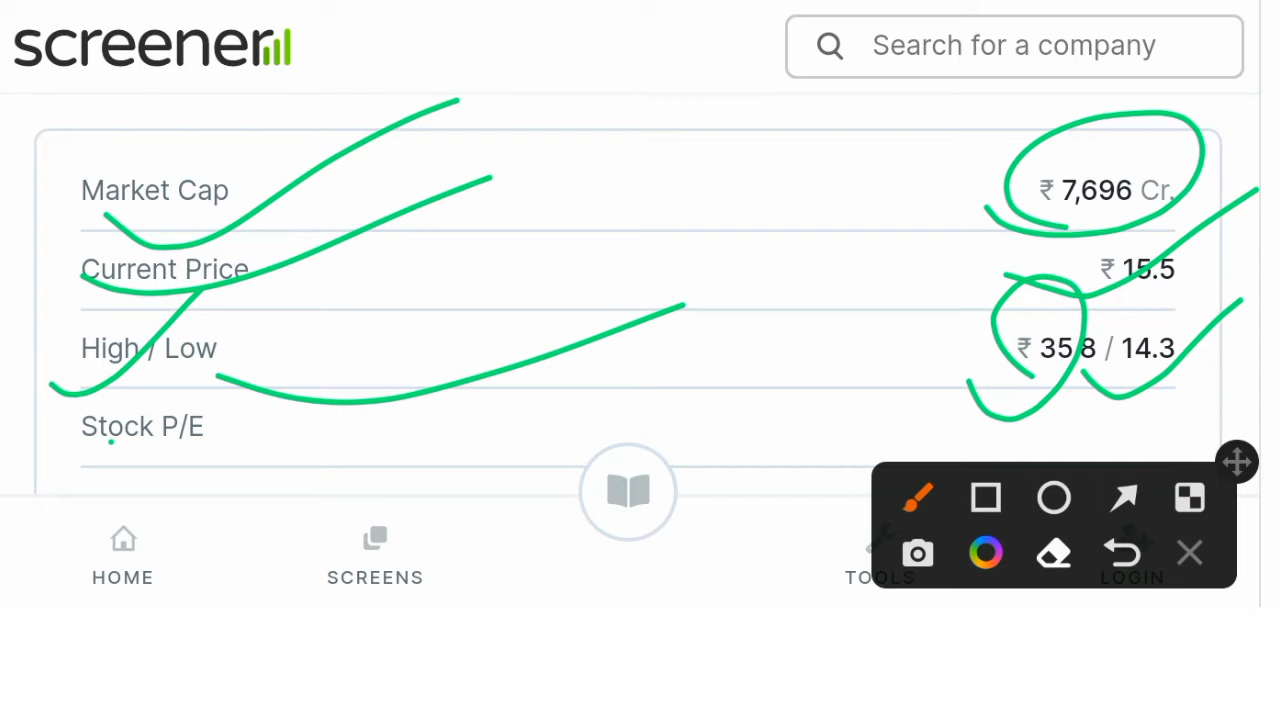 screener
Search for a company
Market Cap ₹ 7,696 Cr.
Current Price ₹ 15.5
High / Low ₹ 35.8 / 14.3
Stock P/E
HOME SCREENS TOOLS LOGIN